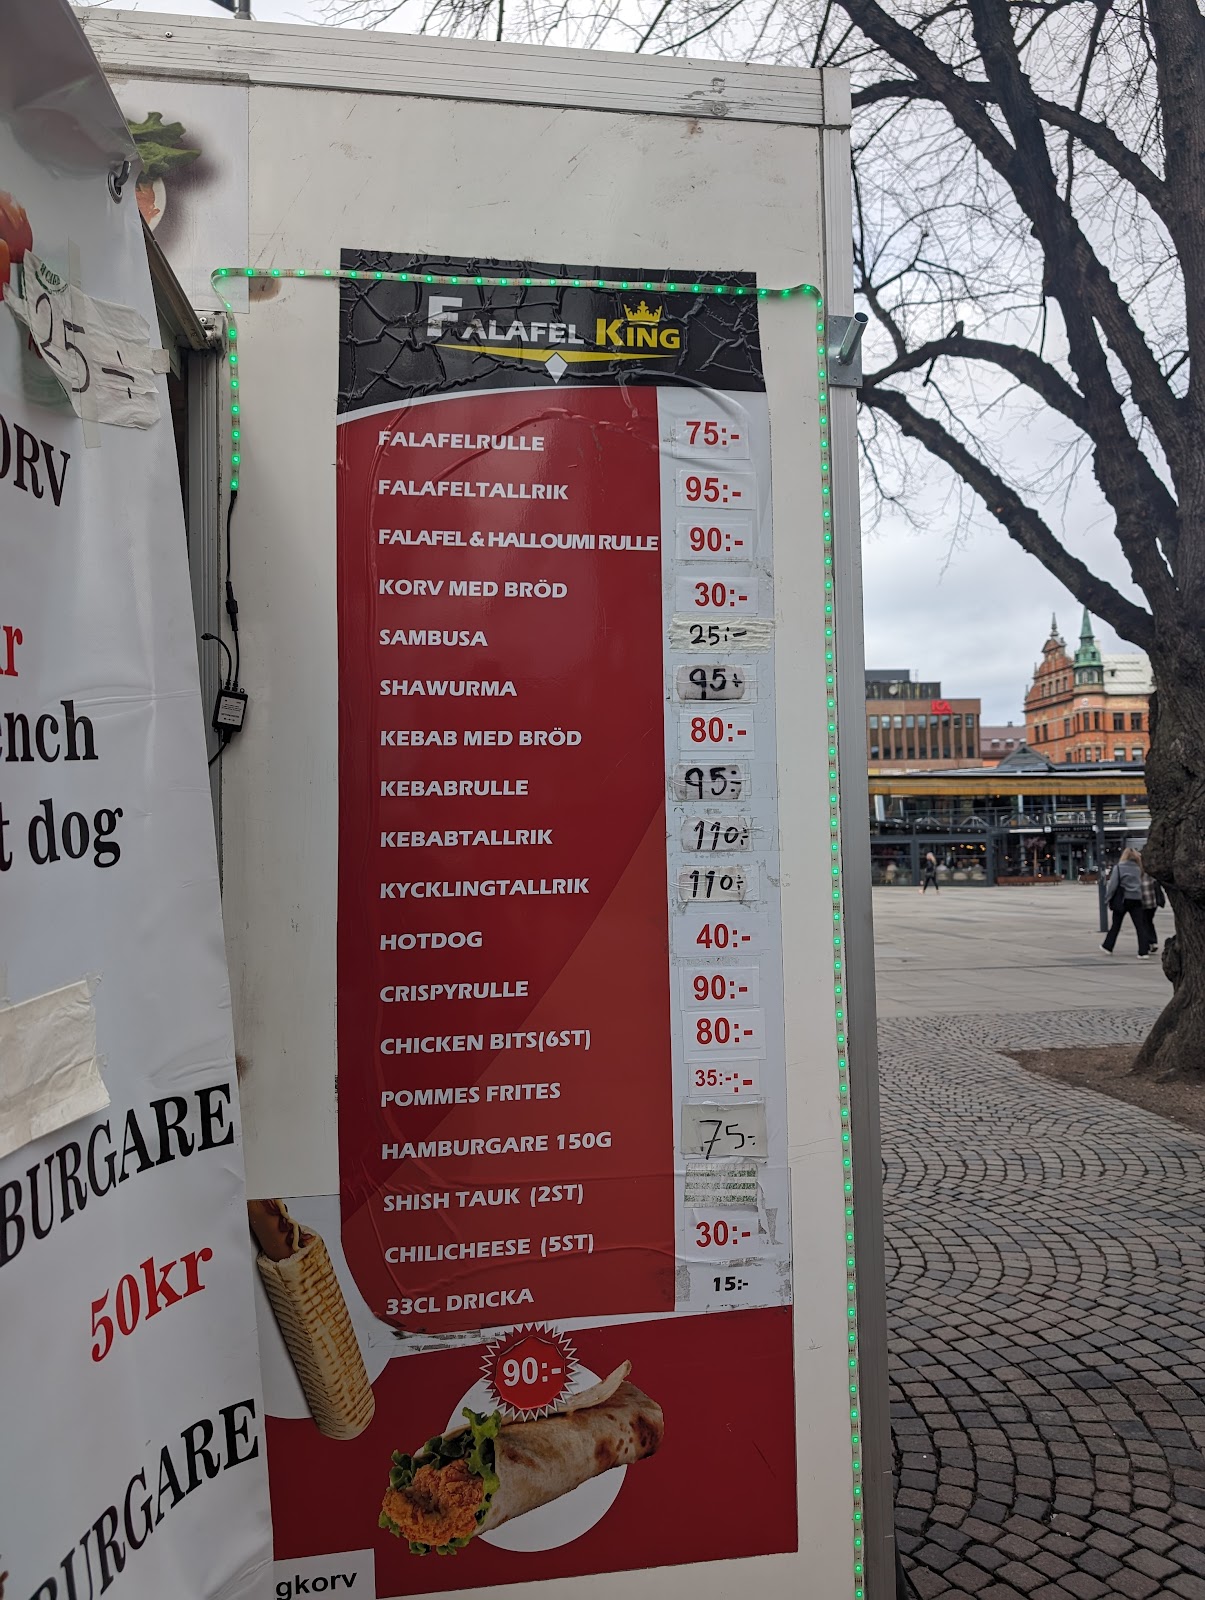 25:-
ORV
kr
ench
t dog
BURGARE
50kr
BURGARE
FALAFEL KING
FALAFELRULLE 75:-
FALAFELTALLRIK 95:-
FALAFEL & HALLOUMI RULLE 90:-
KORV MED BRÖD 30:-
SAMBUSA 25:-
SHAWURMA 95:-
KEBAB MED BRÖD 80:-
KEBABRULLE 95:-
KEBABTALLRIK 110:-
KYCKLINGTALLRIK 110:-
HOTDOG 40:-
CRISPYRULLE 90:-
CHICKEN BITS(6ST) 80:-
POMMES FRITES 35:-:-
HAMBURGARE 150G 75:-
SHISH TAUK (2ST)
CHILICHEESE (5ST) 30:-
33CL DRICKA 15:-
90:-
gkorv
ICA